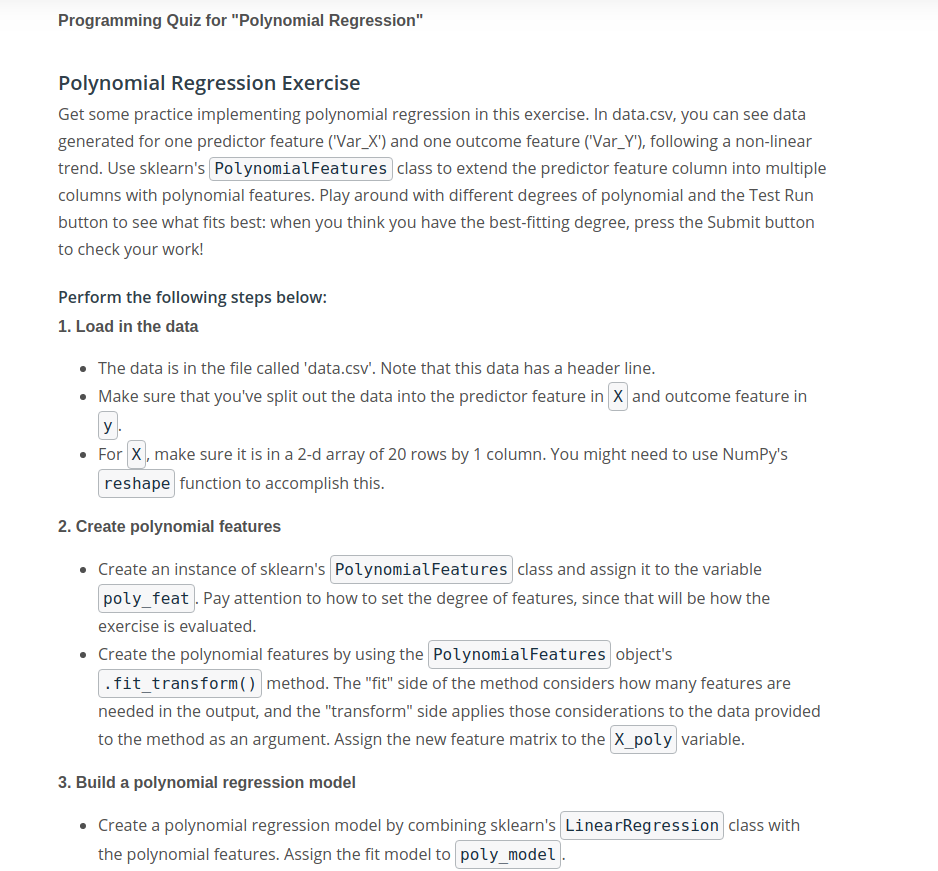 Programming Quiz for "Polynomial Regression"
Polynomial Regression Exercise
Get some practice implementing polynomial regression in this exercise. In data.csv, you can see data
generated for one predictor feature ('Var_X') and one outcome feature ('Var_Y'), following a non-linear
trend. Use sklearn's PolynomialFeatures class to extend the predictor feature column into multiple
columns with polynomial features. Play around with different degrees of polynomial and the Test Run
button to see what fits best: when you think you have the best-fitting degree, press the Submit button
to check your work!
Perform the following steps below:
1. Load in the data
• The data is in the file called 'data.csv'. Note that this data has a header line.
• Make sure that you've split out the data into the predictor feature in X and outcome feature in
y.
• For X, make sure it is in a 2-d array of 20 rows by 1 column. You might need to use NumPy's
reshape function to accomplish this.
2. Create polynomial features
• Create an instance of sklearn's PolynomialFeatures class and assign it to the variable
poly_feat. Pay attention to how to set the degree of features, since that will be how the
exercise is evaluated.
• Create the polynomial features by using the PolynomialFeatures object's
.fit_transform() method. The "fit" side of the method considers how many features are
needed in the output, and the "transform" side applies those considerations to the data provided
to the method as an argument. Assign the new feature matrix to the X_poly variable.
3. Build a polynomial regression model
• Create a polynomial regression model by combining sklearn's LinearRegression class with
the polynomial features. Assign the fit model to poly_model.